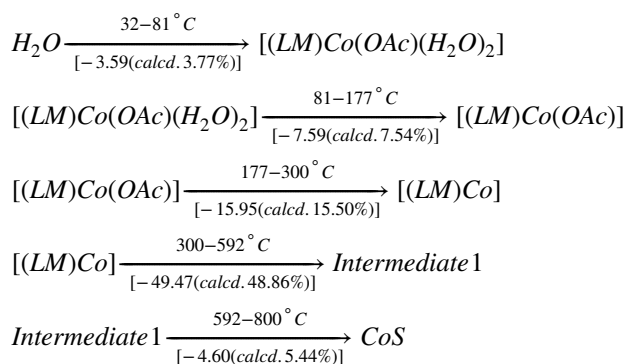 H₂O 32–81°C [−3.59(calcd.3.77%)] [(LM)Co(OAc)(H₂O)₂]
[(LM)Co(OAc)(H₂O)₂] 81–177°C [−7.59(calcd.7.54%)] [(LM)Co(OAc)]
[(LM)Co(OAc)] 177–300°C [−15.95(calcd.15.50%)] [(LM)Co]
[(LM)Co] 300–592°C [−49.47(calcd.48.86%)] Intermediate1
Intermediate1 592–800°C [−4.60(calcd.5.44%)] CoS